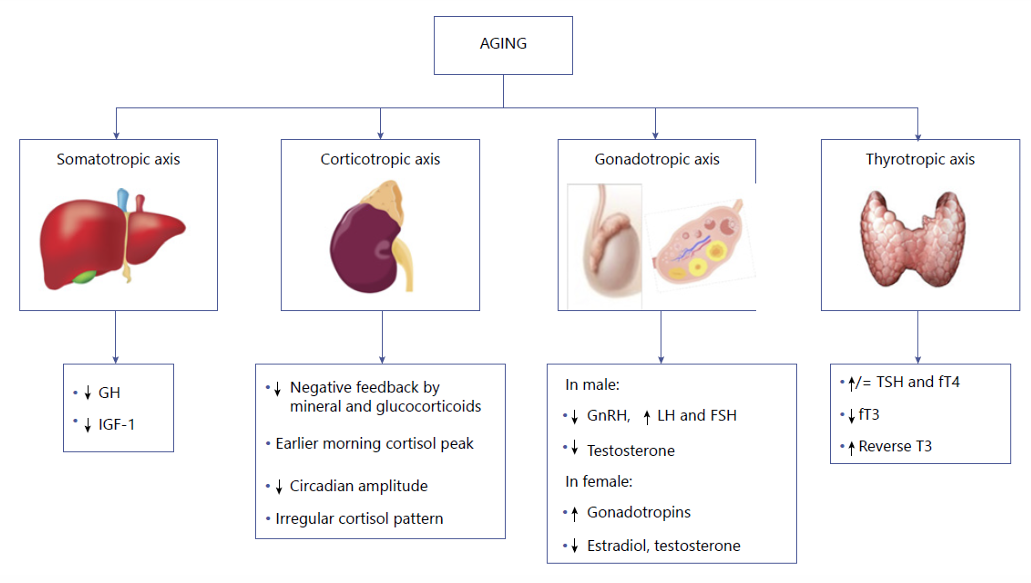 AGING
Somatotropic axis
Corticotropic axis
Gonadotropic axis
Thyrotropic axis
• ↓ GH
• ↓ IGF-1
• ↓ Negative feedback by
mineral and glucocorticoids
• Earlier morning cortisol peak
• ↓ Circadian amplitude
• Irregular cortisol pattern
In male:
• ↓ GnRH, ↑ LH and FSH
• ↓ Testosterone
In female:
• ↑ Gonadotropins
• ↓ Estradiol, testosterone
• ↑/= TSH and fT4
• ↓ fT3
• ↑ Reverse T3